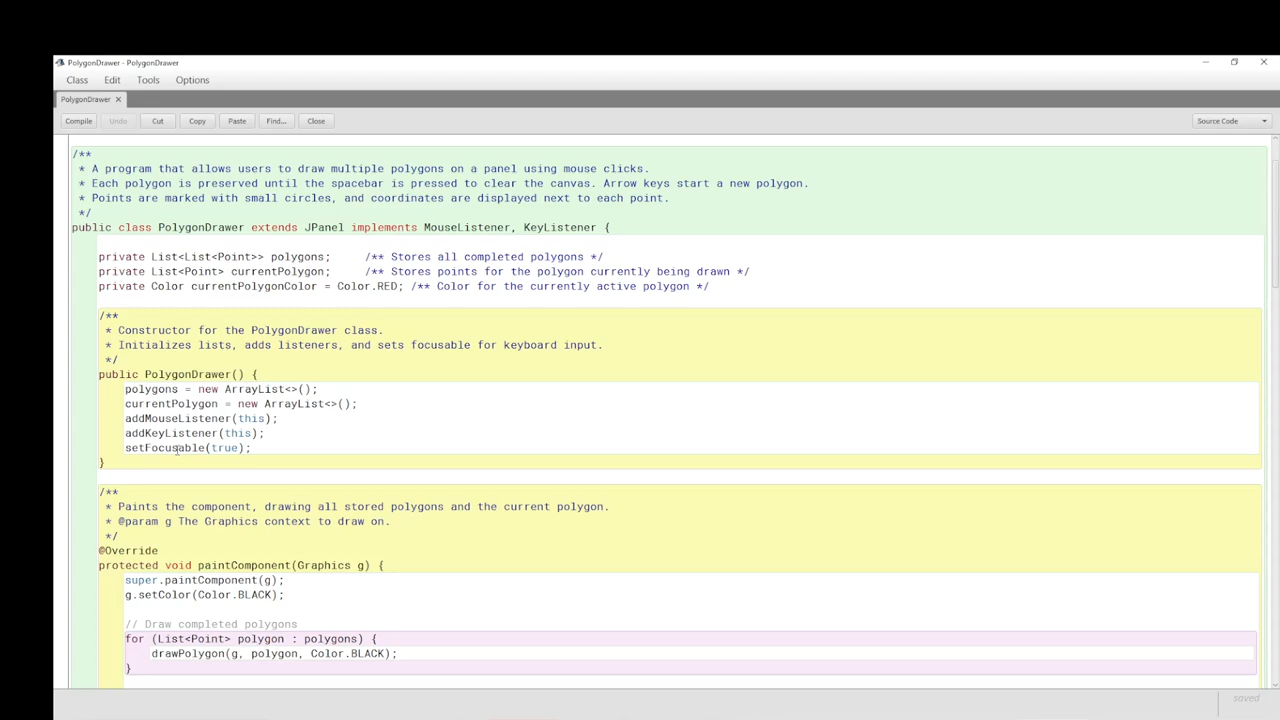 PolygonDrawer - PolygonDrawer
Class Edit Tools Options
PolygonDrawer ×
Compile Undo Cut Copy Paste Find... Close Source Code
/**
* A program that allows users to draw multiple polygons on a panel using mouse clicks.
* Each polygon is preserved until the spacebar is pressed to clear the canvas. Arrow keys start a new polygon.
* Points are marked with small circles, and coordinates are displayed next to each point.
*/
public class PolygonDrawer extends JPanel implements MouseListener, KeyListener {
private List<List<Point>> polygons; /** Stores all completed polygons */
private List<Point> currentPolygon; /** Stores points for the polygon currently being drawn */
private Color currentPolygonColor = Color.RED; /** Color for the currently active polygon */
/**
* Constructor for the PolygonDrawer class.
* Initializes lists, adds listeners, and sets focusable for keyboard input.
*/
public PolygonDrawer() {
polygons = new ArrayList<>();
currentPolygon = new ArrayList<>();
addMouseListener(this);
addKeyListener(this);
setFocusable(true);
}
/**
* Paints the component, drawing all stored polygons and the current polygon.
* @param g The Graphics context to draw on.
*/
@Override
protected void paintComponent(Graphics g) {
super.paintComponent(g);
g.setColor(Color.BLACK);
// Draw completed polygons
for (List<Point> polygon : polygons) {
drawPolygon(g, polygon, Color.BLACK);
}
saved